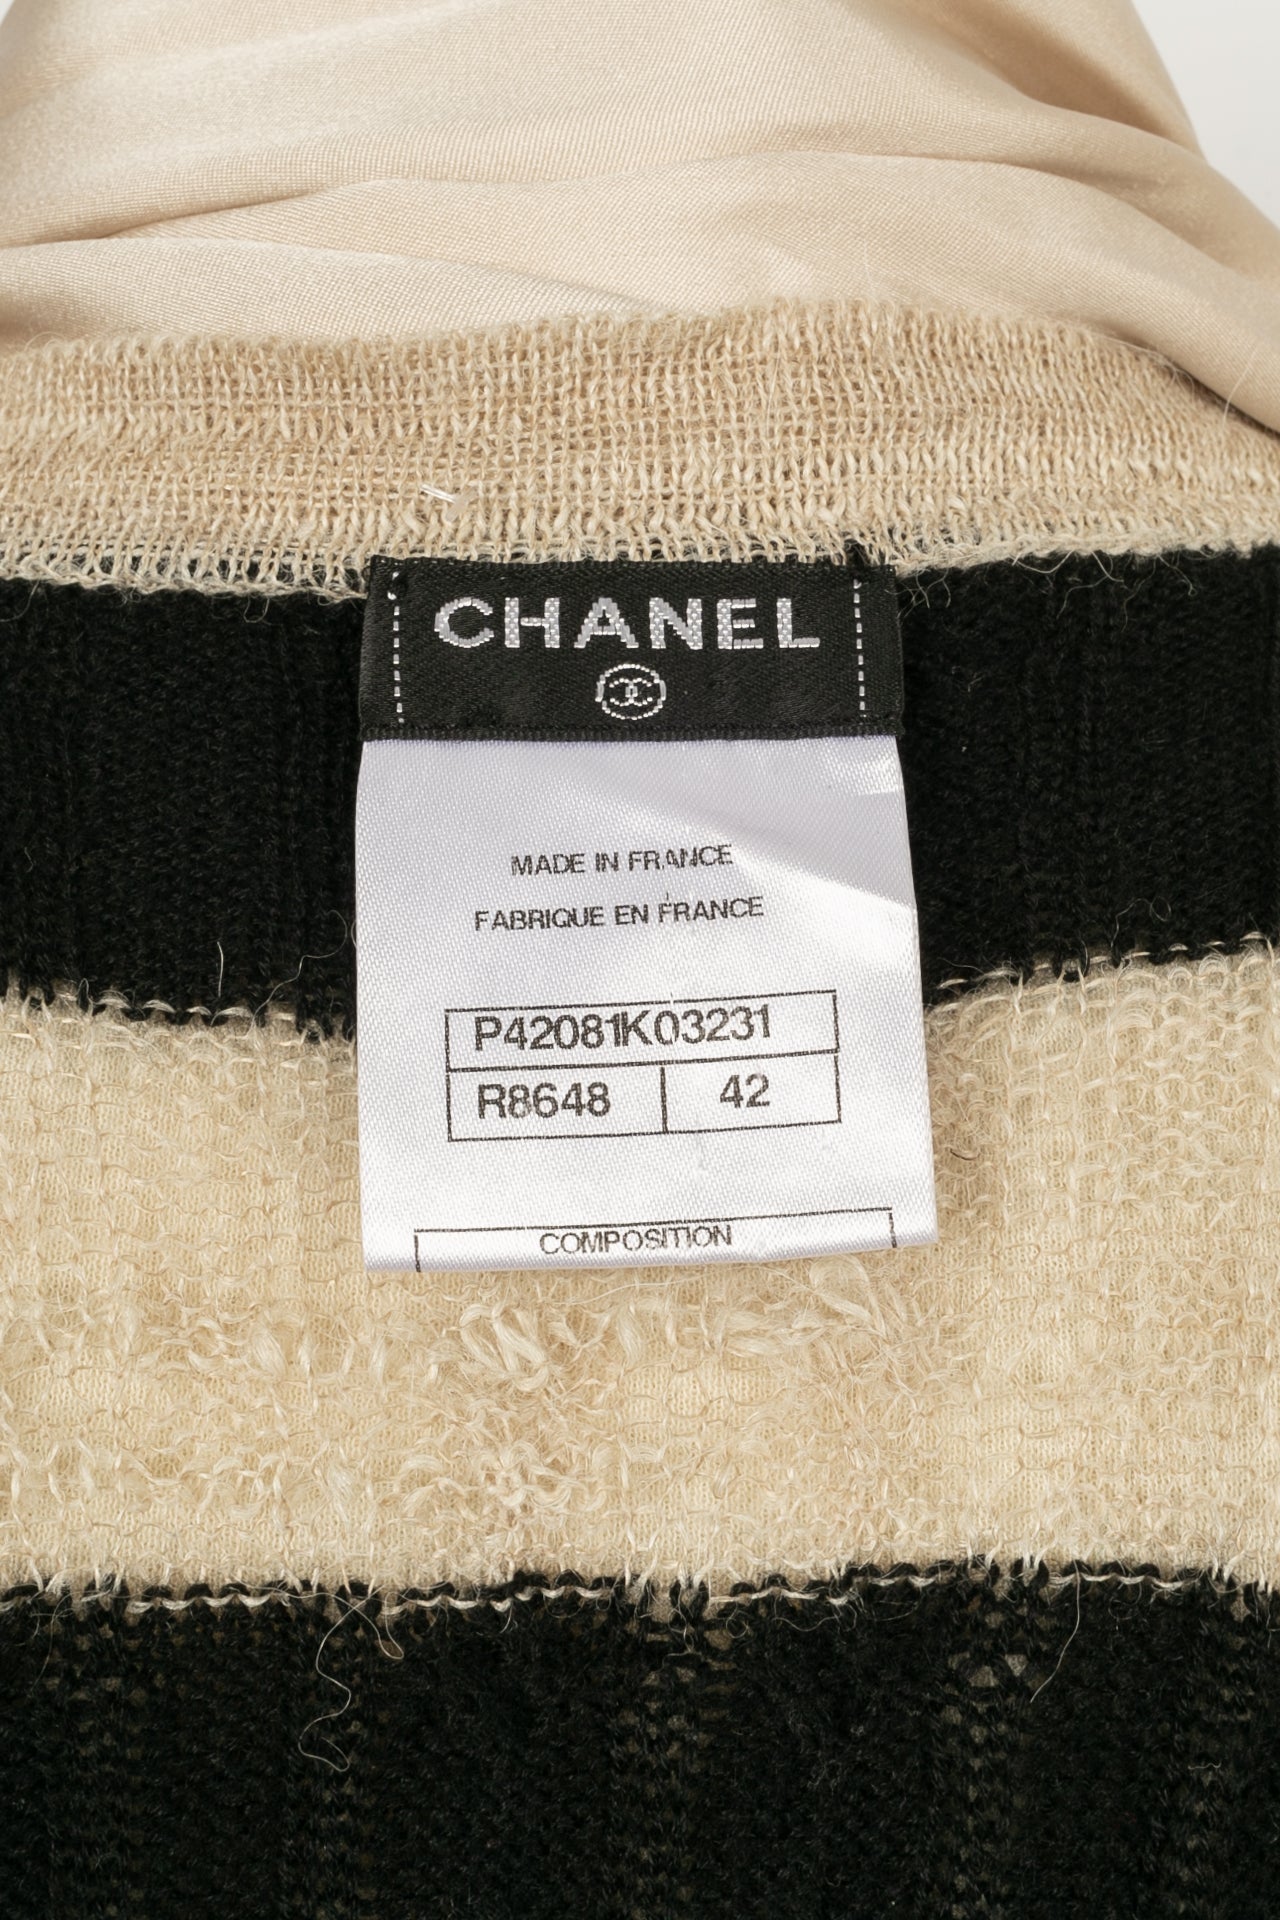 CHANEL
MADE IN FRANCE
FABRIQUE EN FRANCE
P42081K03231
R8648 42
COMPOSITION